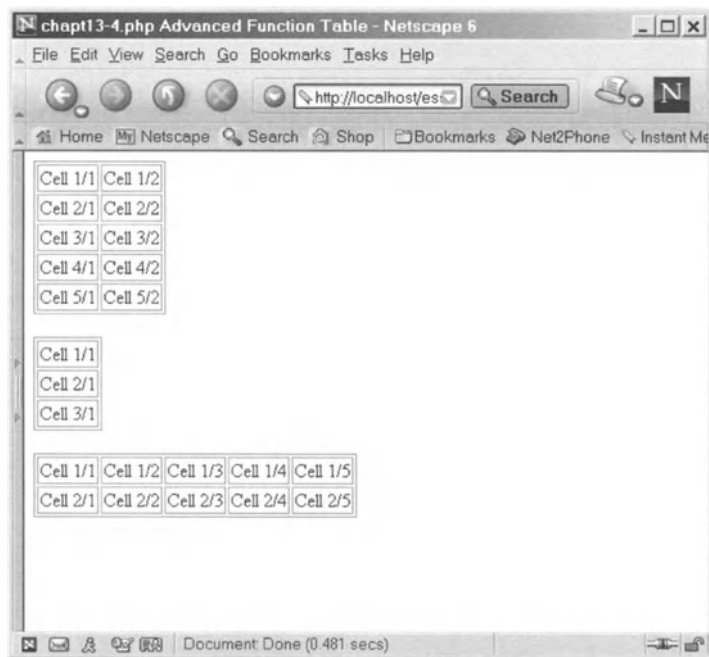 chapt13-4.php Advanced Function Table - Netscape 6
File Edit View Search Go Bookmarks Tasks Help
http://localhost/es Search N
Home My Netscape Search Shop Bookmarks Net2Phone Instant Me
Cell 1/1 Cell 1/2
Cell 2/1 Cell 2/2
Cell 3/1 Cell 3/2
Cell 4/1 Cell 4/2
Cell 5/1 Cell 5/2
Cell 1/1
Cell 2/1
Cell 3/1
Cell 1/1 Cell 1/2 Cell 1/3 Cell 1/4 Cell 1/5
Cell 2/1 Cell 2/2 Cell 2/3 Cell 2/4 Cell 2/5
Document: Done (0.481 secs)